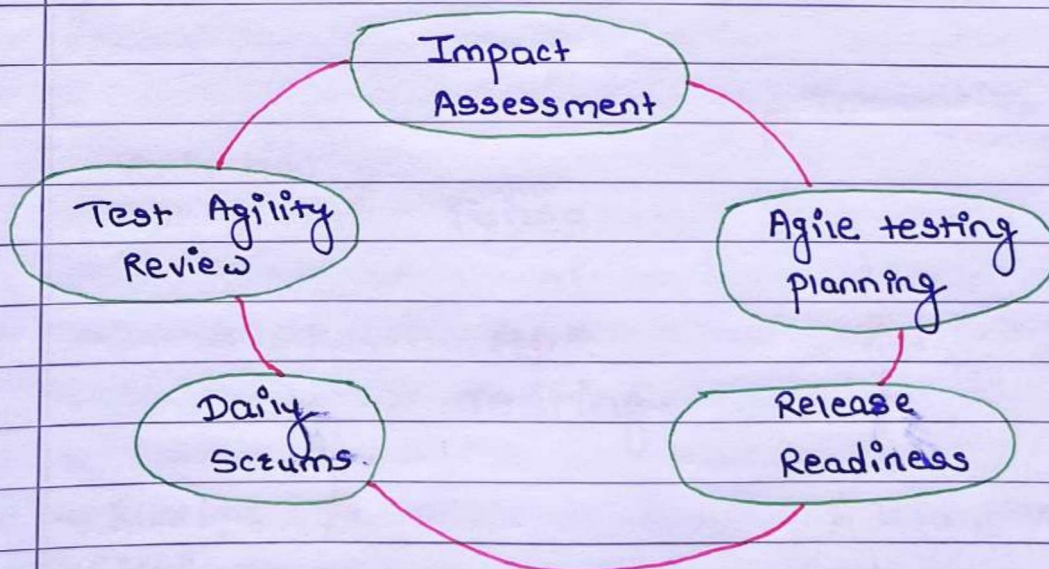 Impact
Assessment
Test Agility
Review
Agile testing
planning
Daily
Scrums.
Release
Readiness